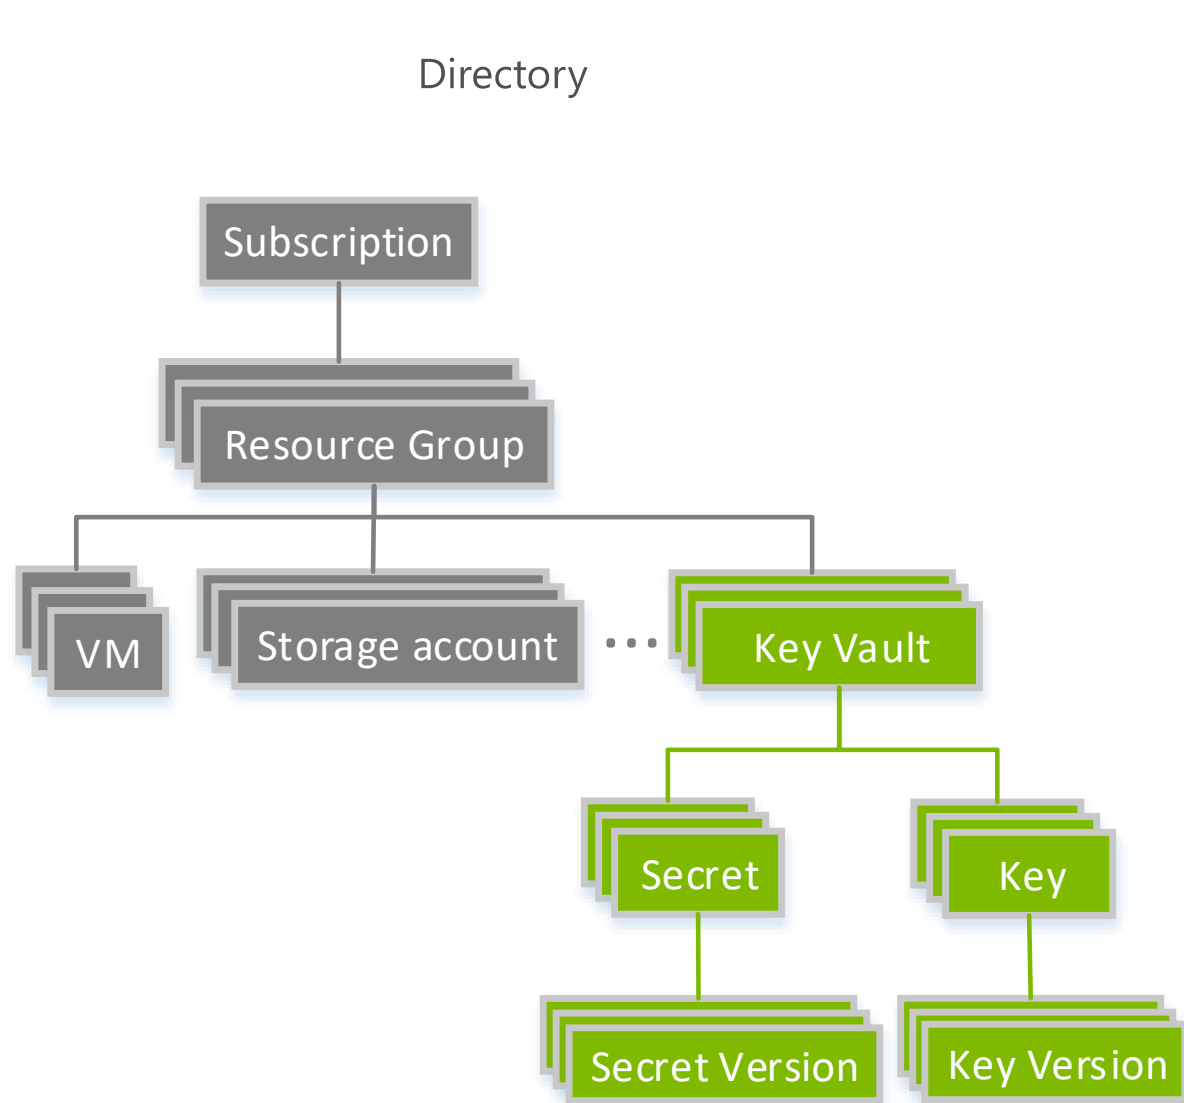 Directory
Subscription
Resource Group
VM
Storage account
...
Key Vault
Secret
Key
Secret Version
Key Version